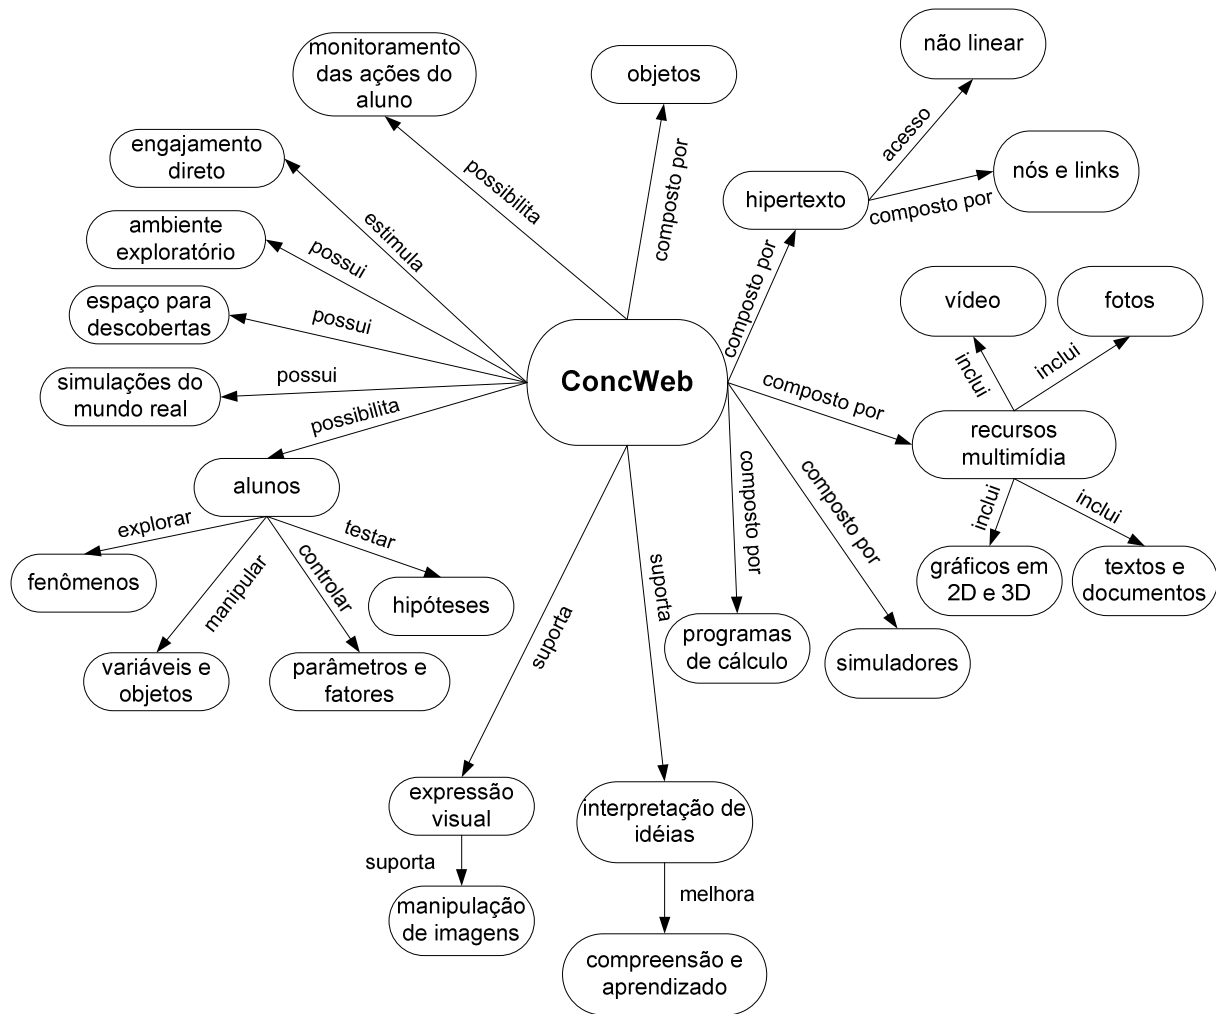 não linear
monitoramento
das ações do
aluno
objetos
acesso
engajamento
direto
possibilita
composto por
hipertexto
nós e links
composto por
ambiente
exploratório
estimula
possui
composto por
espaço para
descobertas
possui
vídeo
fotos
inclui
inclui
simulações do
mundo real
possui
ConcWeb
composto por
possibilita
recursos
multimídia
alunos
composto por
composto por
inclui
inclui
explorar
testar
manipular
controlar
fenômenos
hipóteses
suporta
suporta
gráficos em
2D e 3D
textos e
documentos
variáveis e
objetos
parâmetros e
fatores
programas
de cálculo
simuladores
expressão
visual
interpretação de
idéias
suporta
melhora
manipulação
de imagens
compreensão e
aprendizado